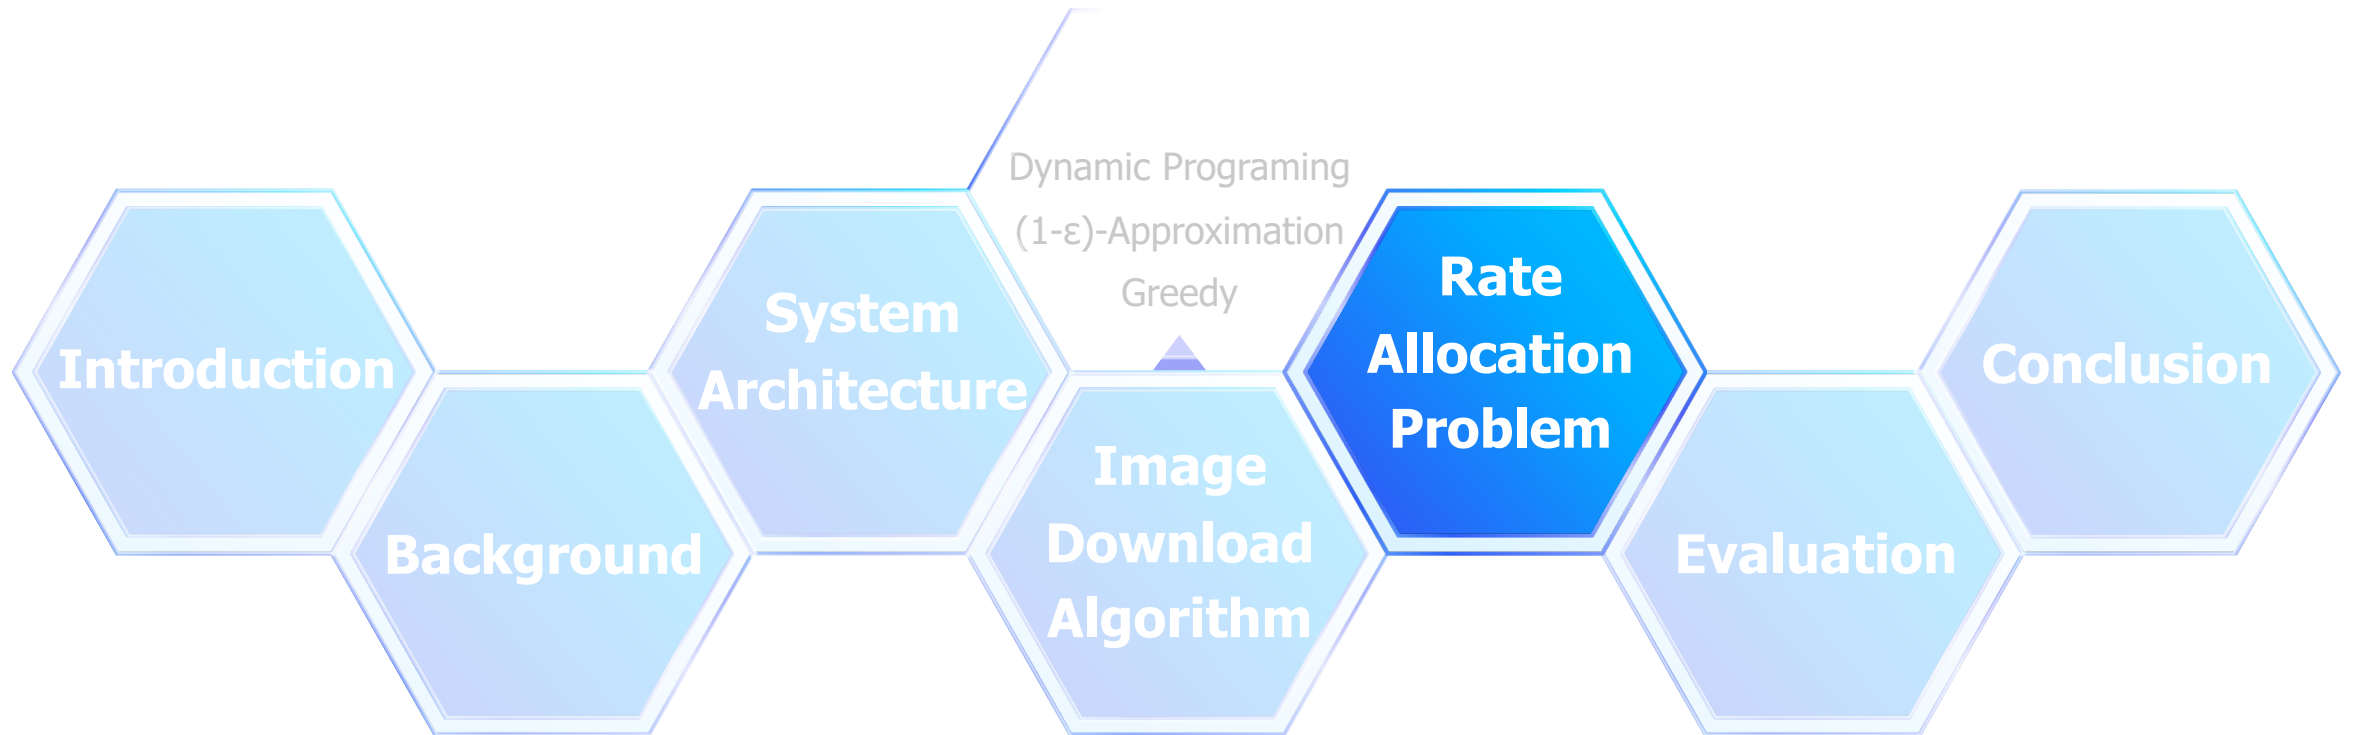 Introduction
Background
System
Architecture
Dynamic Programing
(1-ε)-Approximation
Greedy
Image
Download
Algorithm
Rate
Allocation
Problem
Evaluation
Conclusion